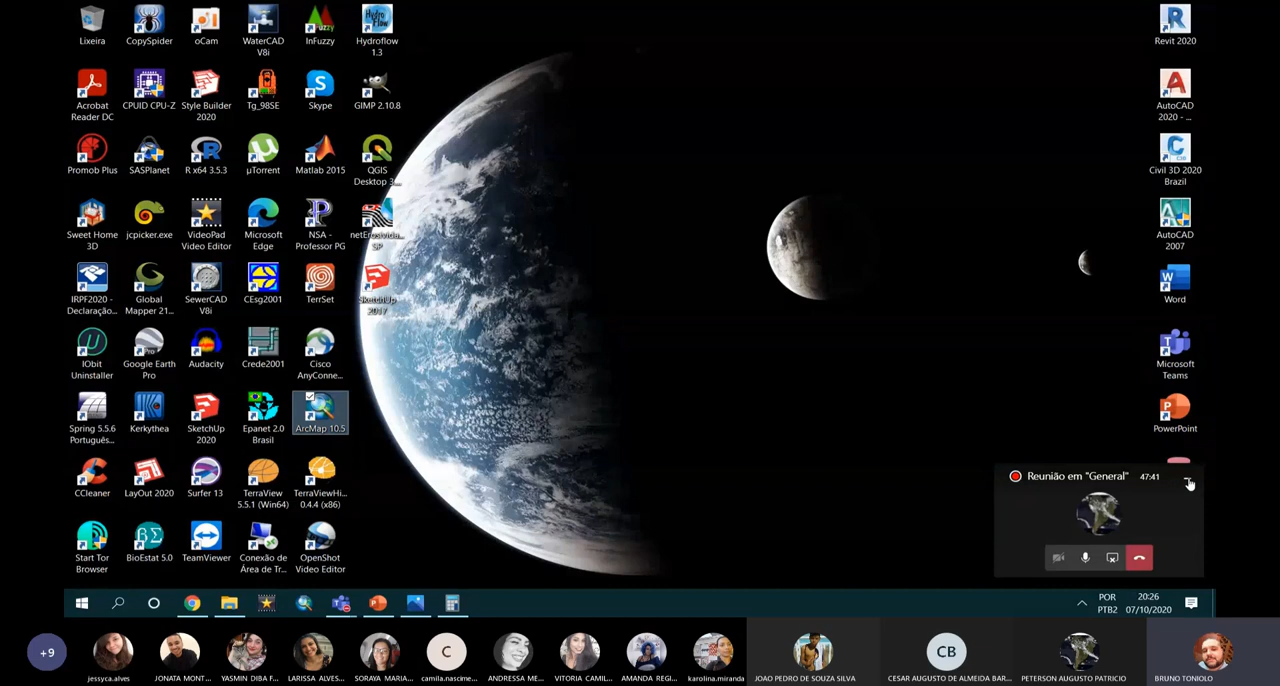 Lixeira
CopySpider
oCam
WaterCAD
V8i
InFuzzy
Hydroflow
1.3
Acrobat
Reader DC
CPUID CPU-Z
Style Builder
2020
Tg_98SE
Skype
GIMP 2.10.8
Promob Plus
SASPlanet
R x64 3.5.3
µTorrent
Matlab 2015
QGIS
Desktop 3....
Sweet Home
3D
jcpicker.exe
VideoPad
Video Editor
Microsoft
Edge
NSA -
Professor PG
netErosivida...
SP
IRPF2020 -
Declaração...
Global
Mapper 21...
SewerCAD
V8i
CEsg2001
TerrSet
SketchUp
2017
IObit
Uninstaller
Google Earth
Pro
Audacity
Crede2001
Cisco
AnyConne...
Spring 5.5.6
Português...
Kerkythea
SketchUp
2020
Epanet 2.0
Brasil
ArcMap 10.5
CCleaner
LayOut 2020
Surfer 13
TerraView
5.5.1 (Win64)
TerraViewHi...
0.4.4 (x86)
Start Tor
Browser
BioEstat 5.0
TeamViewer
Conexão de
Área de Tr...
OpenShot
Video Editor
Revit 2020
AutoCAD
2020 - ...
Civil 3D 2020
Brazil
AutoCAD
2007
Word
Microsoft
Teams
PowerPoint
Reunião em "General" 47:41
POR
PTB2
20:26
07/10/2020
+9
jessyca.alves
JONATA MONT...
YASMIN DIBA F...
LARISSA ALVES...
SORAYA MARIA...
C
camila.nascime...
ANDRESSA ME...
VITORIA CAMIL...
AMANDA REGI...
karolina.miranda
JOAO PEDRO DE SOUZA SILVA
CB
CESAR AUGUSTO DE ALMEIDA BAR...
PETERSON AUGUSTO PATRICIO
BRUNO TONIOLO